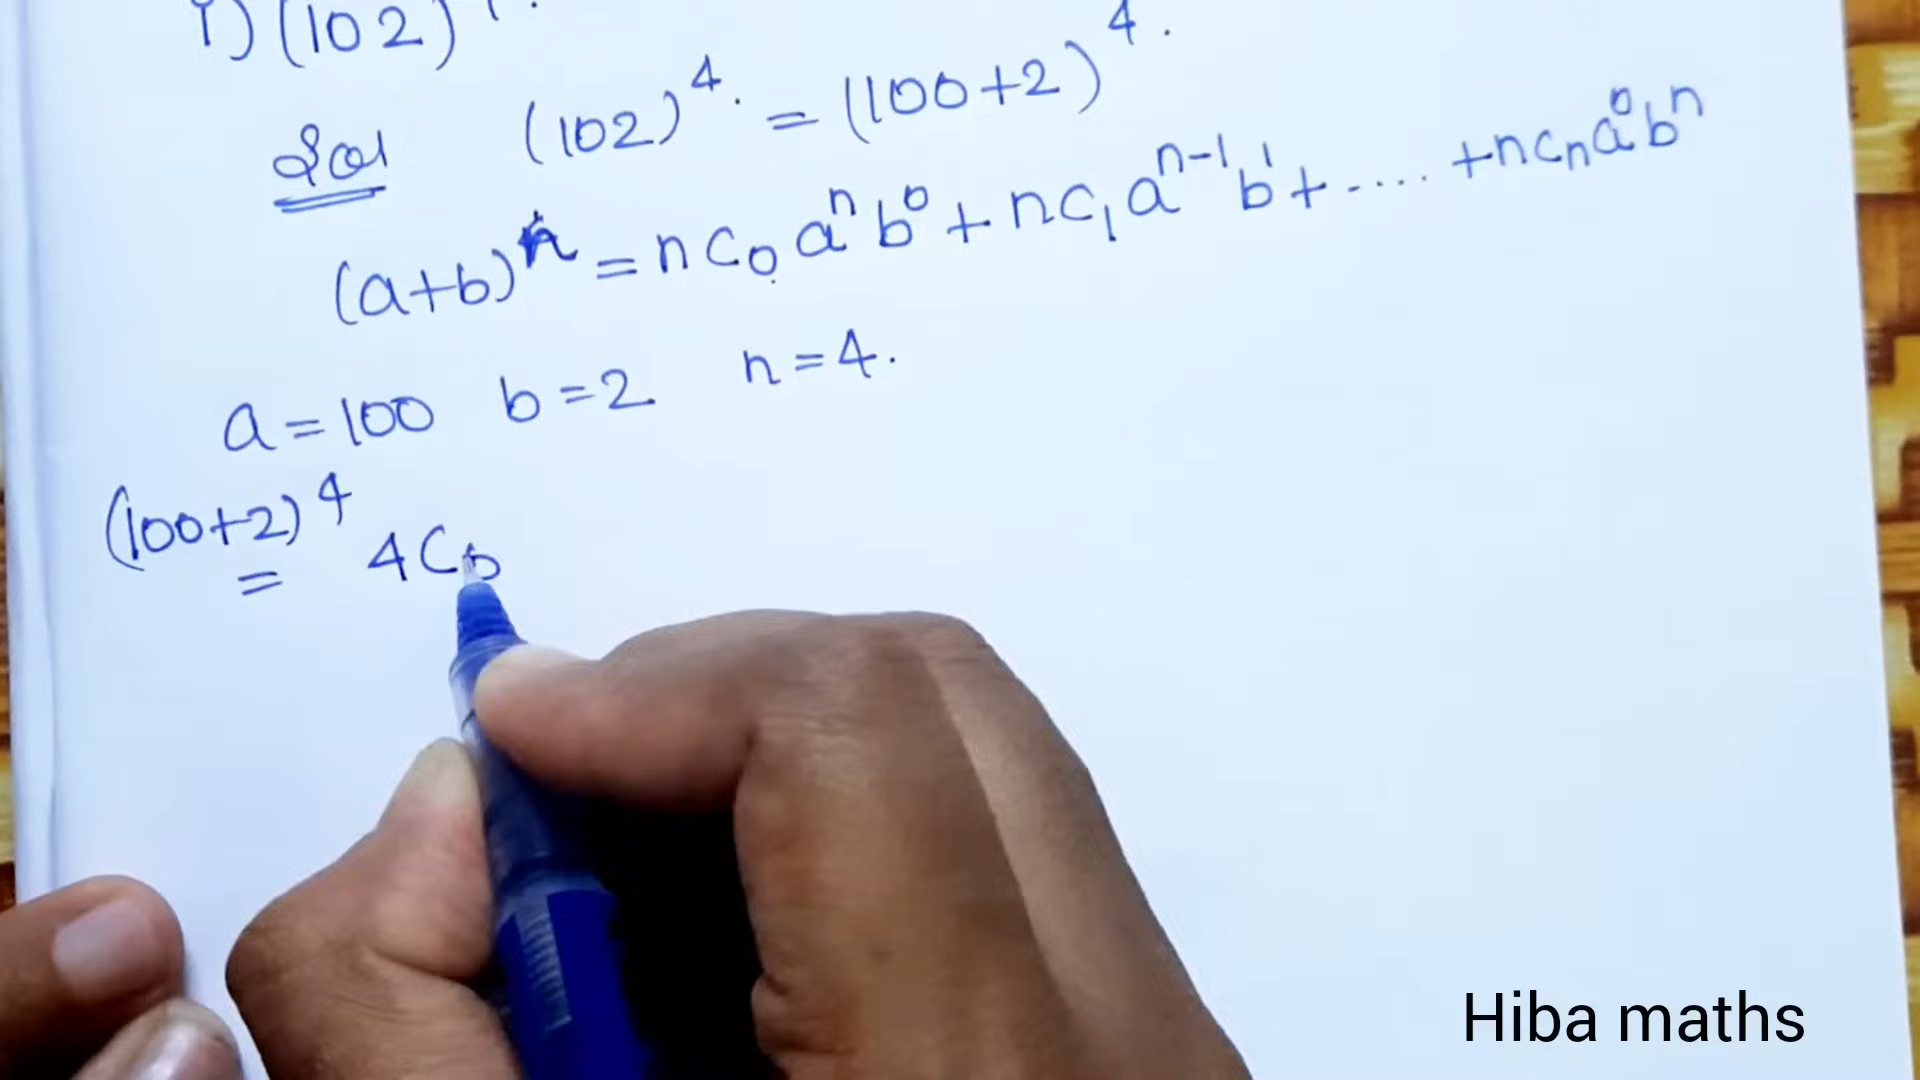 i) (102)⁴.
Sol (102)⁴. = (100+2)⁴.
(a+b)ⁿ = nC₀ aⁿ b⁰ + nC₁ aⁿ⁻¹ b¹ + ..... + nCₙ a⁰ bⁿ
a = 100 b = 2 n = 4.
(100+2)⁴
= 4C₀
Hiba maths